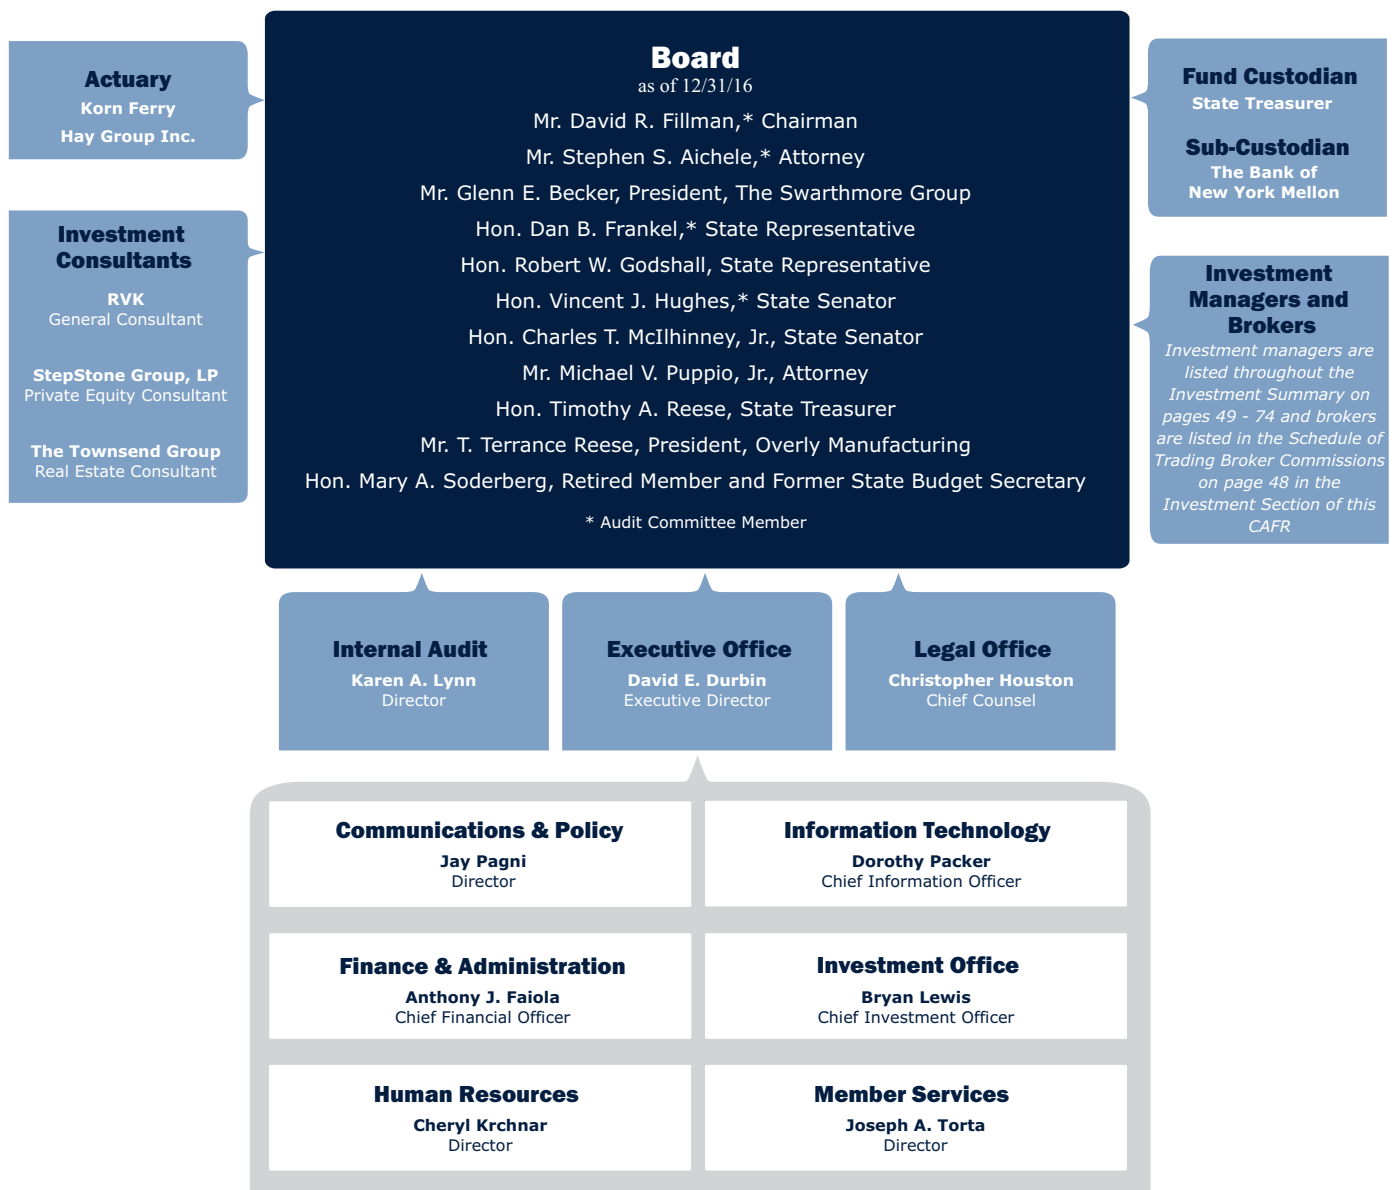 Actuary
Korn Ferry
Hay Group Inc.
Investment
Consultants
RVK
General Consultant
StepStone Group, LP
Private Equity Consultant
The Townsend Group
Real Estate Consultant
Board
as of 12/31/16
Mr. David R. Fillman,* Chairman
Mr. Stephen S. Aichele,* Attorney
Mr. Glenn E. Becker, President, The Swarthmore Group
Hon. Dan B. Frankel,* State Representative
Hon. Robert W. Godshall, State Representative
Hon. Vincent J. Hughes,* State Senator
Hon. Charles T. McIlhinney, Jr., State Senator
Mr. Michael V. Puppio, Jr., Attorney
Hon. Timothy A. Reese, State Treasurer
Mr. T. Terrance Reese, President, Overly Manufacturing
Hon. Mary A. Soderberg, Retired Member and Former State Budget Secretary
* Audit Committee Member
Fund Custodian
State Treasurer
Sub-Custodian
The Bank of
New York Mellon
Investment
Managers and
Brokers
Investment managers are
listed throughout the
Investment Summary on
pages 49 - 74 and brokers
are listed in the Schedule of
Trading Broker Commissions
on page 48 in the
Investment Section of this
CAFR
Internal Audit
Karen A. Lynn
Director
Executive Office
David E. Durbin
Executive Director
Legal Office
Christopher Houston
Chief Counsel
Communications & Policy
Jay Pagni
Director
Information Technology
Dorothy Packer
Chief Information Officer
Finance & Administration
Anthony J. Faiola
Chief Financial Officer
Investment Office
Bryan Lewis
Chief Investment Officer
Human Resources
Cheryl Krchnar
Director
Member Services
Joseph A. Torta
Director